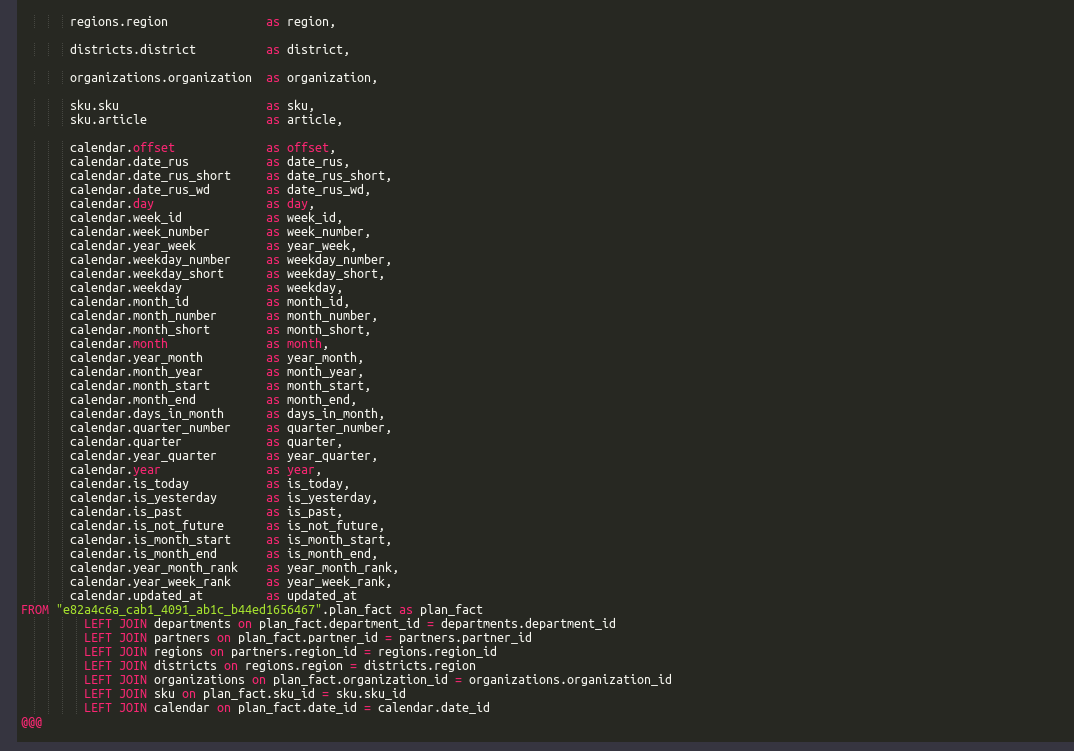 regions.region as region,
districts.district as district,
organizations.organization as organization,
sku.sku as sku,
sku.article as article,
calendar.offset as offset,
calendar.date_rus as date_rus,
calendar.date_rus_short as date_rus_short,
calendar.date_rus_wd as date_rus_wd,
calendar.day as day,
calendar.week_id as week_id,
calendar.week_number as week_number,
calendar.year_week as year_week,
calendar.weekday_number as weekday_number,
calendar.weekday_short as weekday_short,
calendar.weekday as weekday,
calendar.month_id as month_id,
calendar.month_number as month_number,
calendar.month_short as month_short,
calendar.month as month,
calendar.year_month as year_month,
calendar.month_year as month_year,
calendar.month_start as month_start,
calendar.month_end as month_end,
calendar.days_in_month as days_in_month,
calendar.quarter_number as quarter_number,
calendar.quarter as quarter,
calendar.year_quarter as year_quarter,
calendar.year as year,
calendar.is_today as is_today,
calendar.is_yesterday as is_yesterday,
calendar.is_past as is_past,
calendar.is_not_future as is_not_future,
calendar.is_month_start as is_month_start,
calendar.is_month_end as is_month_end,
calendar.year_month_rank as year_month_rank,
calendar.year_week_rank as year_week_rank,
calendar.updated_at as updated_at
FROM "e82a4c6a_cab1_4091_ab1c_b44ed1656467".plan_fact as plan_fact
LEFT JOIN departments on plan_fact.department_id = departments.department_id
LEFT JOIN partners on plan_fact.partner_id = partners.partner_id
LEFT JOIN regions on partners.region_id = regions.region_id
LEFT JOIN districts on regions.region = districts.region
LEFT JOIN organizations on plan_fact.organization_id = organizations.organization_id
LEFT JOIN sku on plan_fact.sku_id = sku.sku_id
LEFT JOIN calendar on plan_fact.date_id = calendar.date_id
@@@